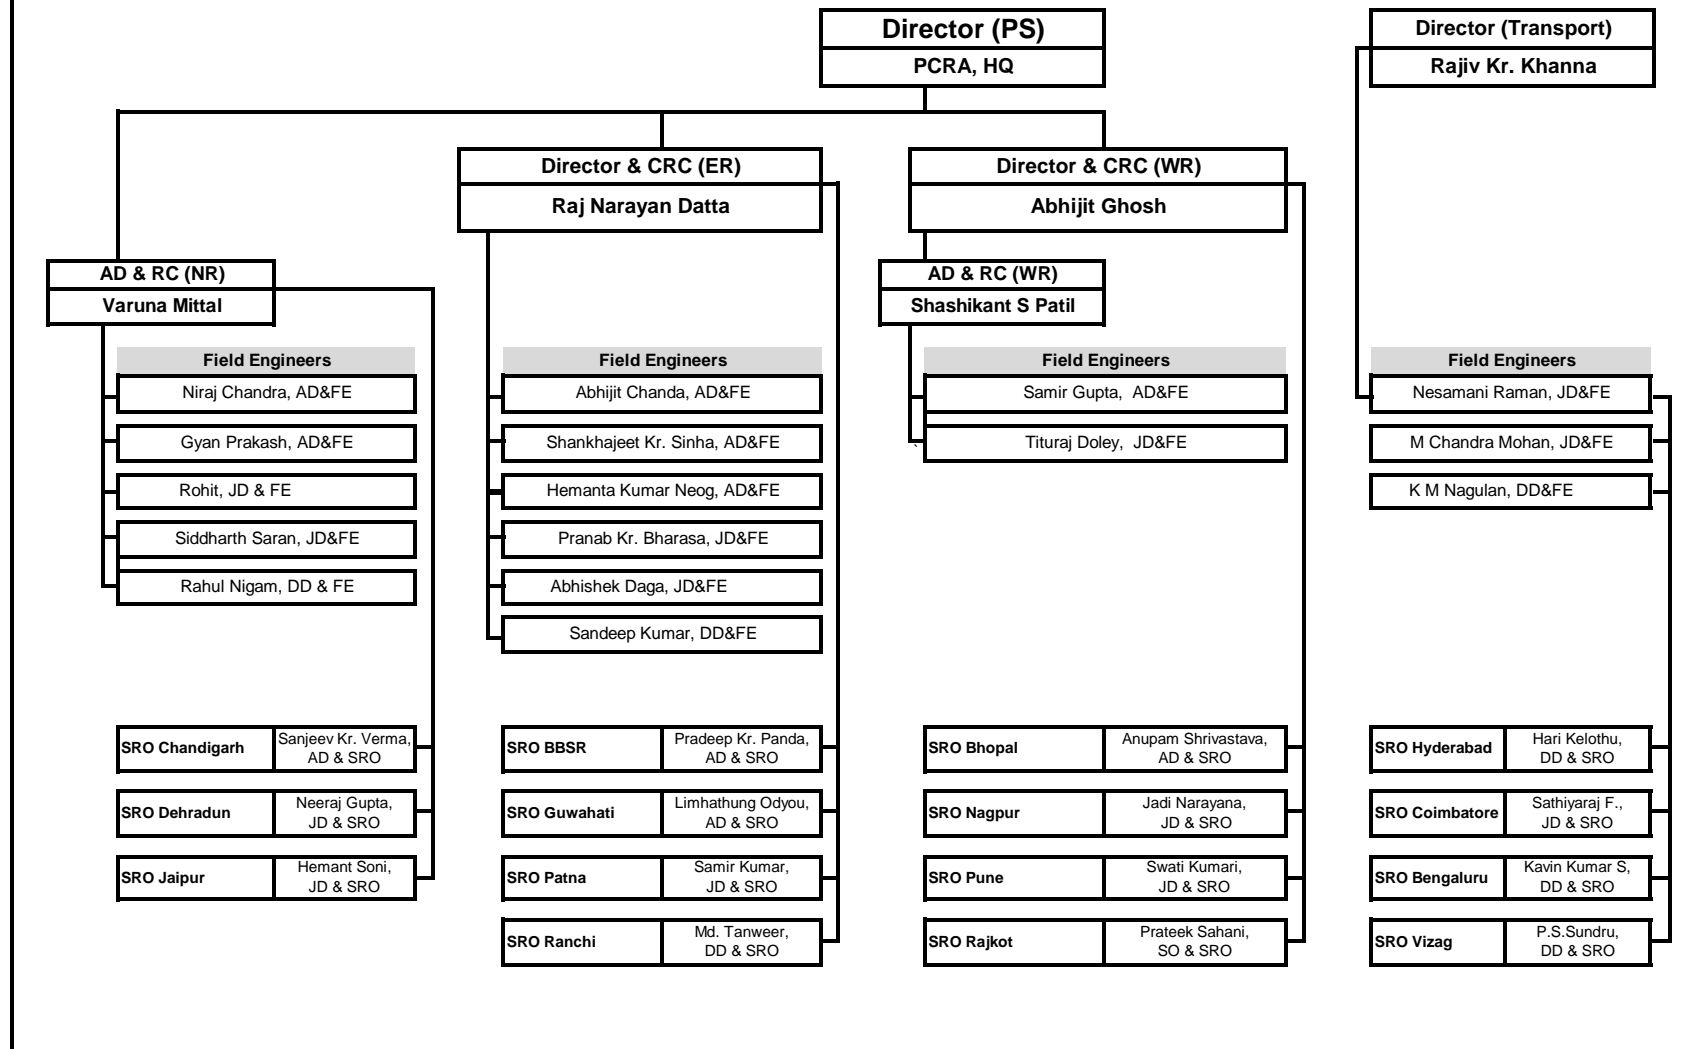 Director (PS)
PCRA, HQ
Director (Transport)
Rajiv Kr. Khanna
Director & CRC (ER)
Raj Narayan Datta
Director & CRC (WR)
Abhijit Ghosh
AD & RC (NR)
Varuna Mittal
AD & RC (WR)
Shashikant S Patil
Field Engineers
Niraj Chandra, AD&FE
Gyan Prakash, AD&FE
Rohit, JD & FE
Siddharth Saran, JD&FE
Rahul Nigam, DD & FE
Field Engineers
Abhijit Chanda, AD&FE
Shankhajeet Kr. Sinha, AD&FE
Hemanta Kumar Neog, AD&FE
Pranab Kr. Bharasa, JD&FE
Abhishek Daga, JD&FE
Sandeep Kumar, DD&FE
Field Engineers
Samir Gupta,  AD&FE
` Tituraj Doley,  JD&FE
Field Engineers
Nesamani Raman, JD&FE
M Chandra Mohan, JD&FE
K M Nagulan, DD&FE
SRO Chandigarh
Sanjeev Kr. Verma,
AD & SRO
SRO Dehradun
Neeraj Gupta,
JD & SRO
SRO Jaipur
Hemant Soni,
JD & SRO
SRO BBSR
Pradeep Kr. Panda,
AD & SRO
SRO Guwahati
Limhathung Odyou,
AD & SRO
SRO Patna
Samir Kumar,
JD & SRO
SRO Ranchi
Md. Tanweer,
DD & SRO
SRO Bhopal
Anupam Shrivastava,
AD & SRO
SRO Nagpur
Jadi Narayana,
JD & SRO
SRO Pune
Swati Kumari,
JD & SRO
SRO Rajkot
Prateek Sahani,
SO & SRO
SRO Hyderabad
Hari Kelothu,
DD & SRO
SRO Coimbatore
Sathiyaraj F.,
JD & SRO
SRO Bengaluru
Kavin Kumar S,
DD & SRO
SRO Vizag
P.S.Sundru,
DD & SRO